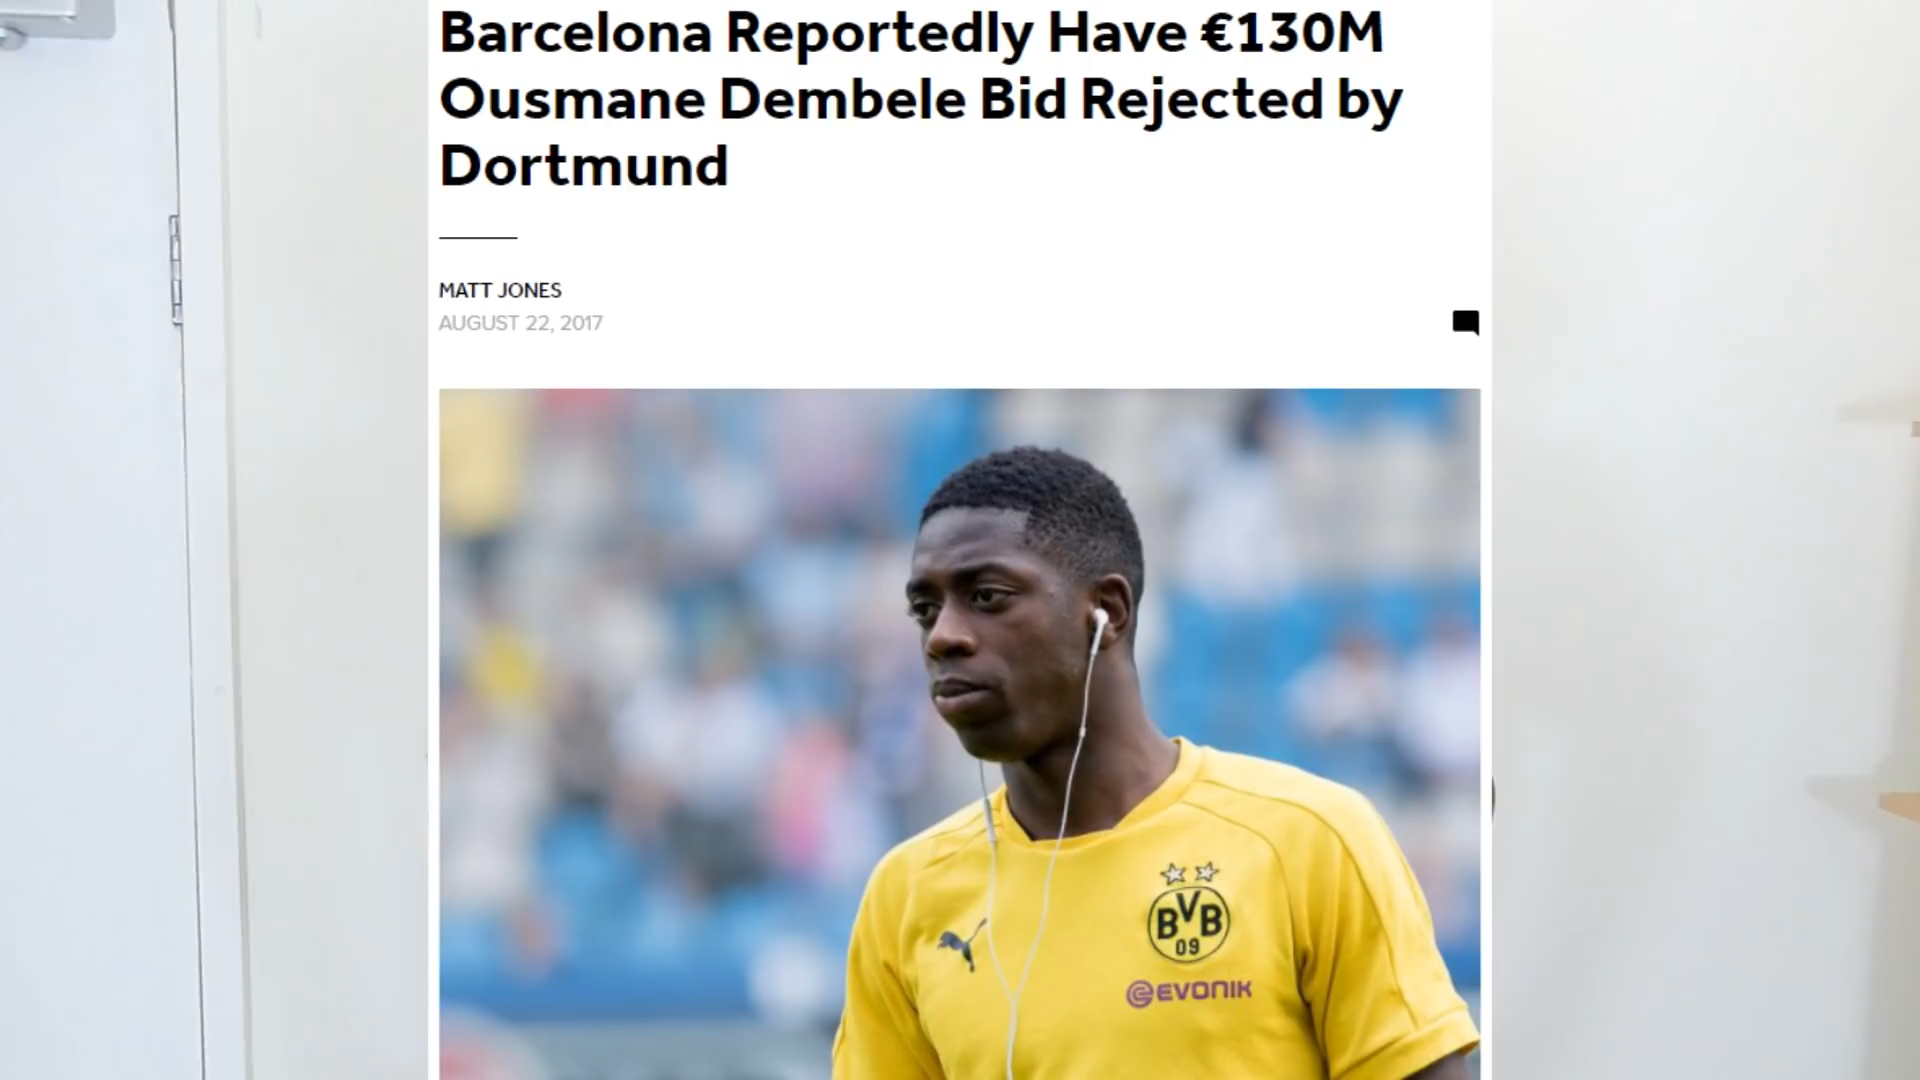 Barcelona Reportedly Have €130M
Ousmane Dembele Bid Rejected by
Dortmund
MATT JONES
AUGUST 22, 2017
BVB
09
EVONIK